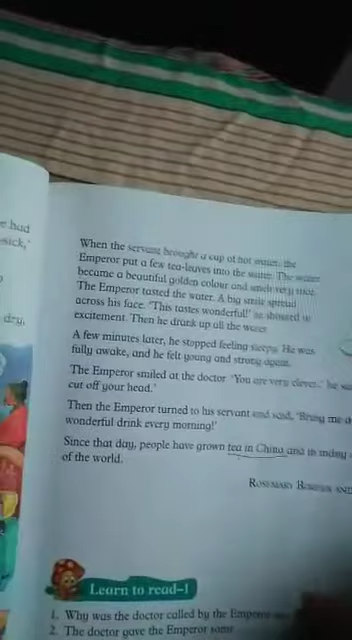 e had
sick,'
dry,
When the servant brought a cup of hot water, the
Emperor put a few tea-leaves into the water. The water
became a beautiful golden colour and smelt very nice.
The Emperor tasted the water. A big smile spread
across his face. 'This tastes wonderful!' he shouted in
excitement. Then he drank up all the water.
A few minutes later, he stopped feeling sleepy. He was
fully awake, and he felt young and strong again.
The Emperor smiled at the doctor. 'You are very clever,' he
cut off your head.'
Then the Emperor turned to his servant and said, 'Bring me
wonderful drink every morning!'
Since that day, people have grown tea in China and in many
of the world.
ROSEMARY BORDER AND
Learn to read–1
1. Why was the doctor called by the Emperor
2. The doctor gave the Emperor some